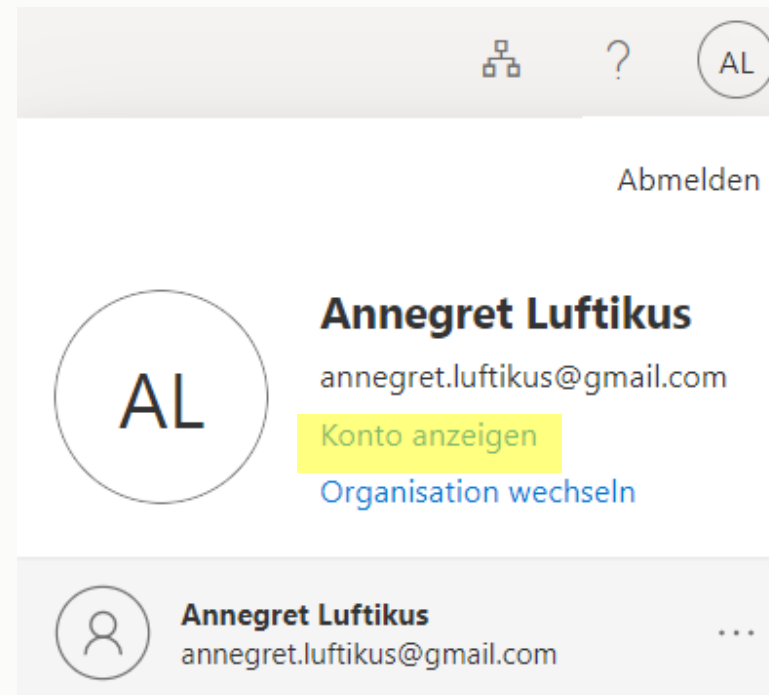 ? AL
Abmelden
AL
Annegret Luftikus
annegret.luftikus@gmail.com
Konto anzeigen
Organisation wechseln
Annegret Luftikus
annegret.luftikus@gmail.com
...